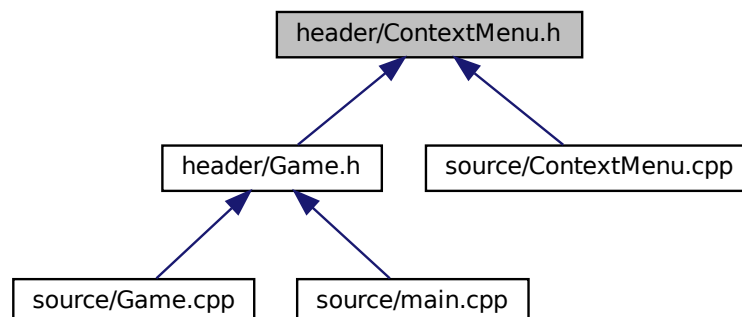 header/ContextMenu.h
header/Game.h
source/ContextMenu.cpp
source/Game.cpp
source/main.cpp